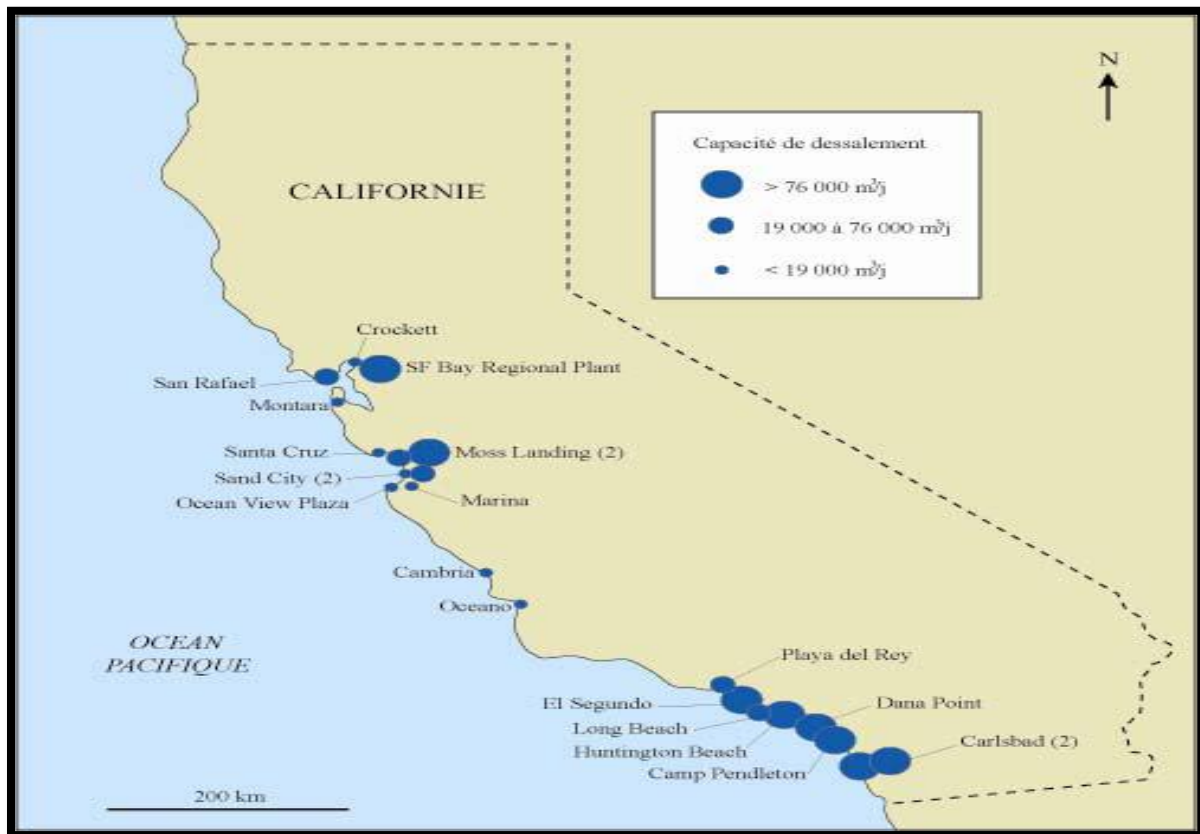 N
Capacité de dessalement
> 76 000 m³/j
19 000 à 76 000 m³/j
< 19 000 m³/j
CALIFORNIE
Crockett
SF Bay Regional Plant
San Rafael
Montara
Santa Cruz
Moss Landing (2)
Sand City (2)
Ocean View Plaza
Marina
Cambria
Oceano
OCEAN
PACIFIQUE
Playa del Rey
El Segundo
Dana Point
Long Beach
Huntington Beach
Carlsbad (2)
Camp Pendleton
200 km